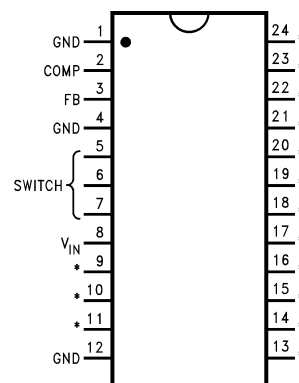 GND 1 24
COMP 2 23
FB 3 22
GND 4 21
5 20
SWITCH 6 19
7 18
VIN 8 17
* 9 16
* 10 15
* 11 14
GND 12 13